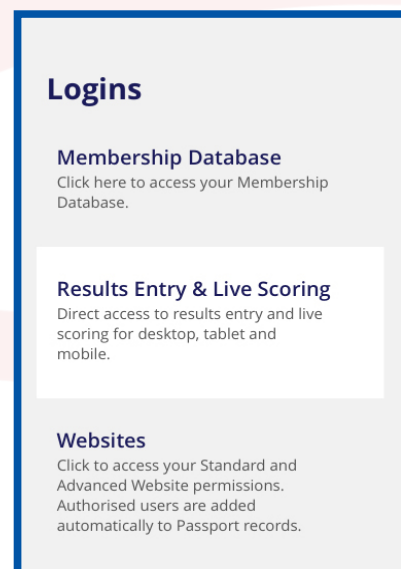 Logins
Membership Database
Click here to access your Membership
Database.
Results Entry & Live Scoring
Direct access to results entry and live
scoring for desktop, tablet and
mobile.
Websites
Click to access your Standard and
Advanced Website permissions.
Authorised users are added
automatically to Passport records.